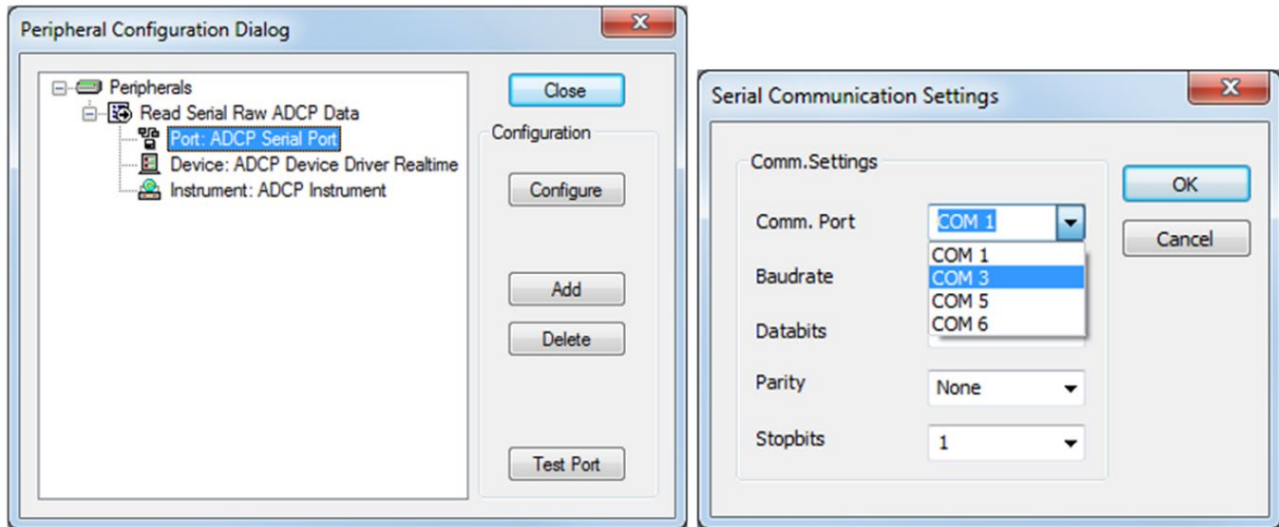 Peripheral Configuration Dialog
Peripherals
Read Serial Raw ADCP Data
Port: ADCP Serial Port
Device: ADCP Device Driver Realtime
Instrument: ADCP Instrument
Close
Configuration
Configure
Add
Delete
Test Port
Serial Communication Settings
Comm.Settings
Comm. Port
COM 1
COM 1
COM 3
COM 5
COM 6
Baudrate
Databits
Parity
None
Stopbits
1
OK
Cancel